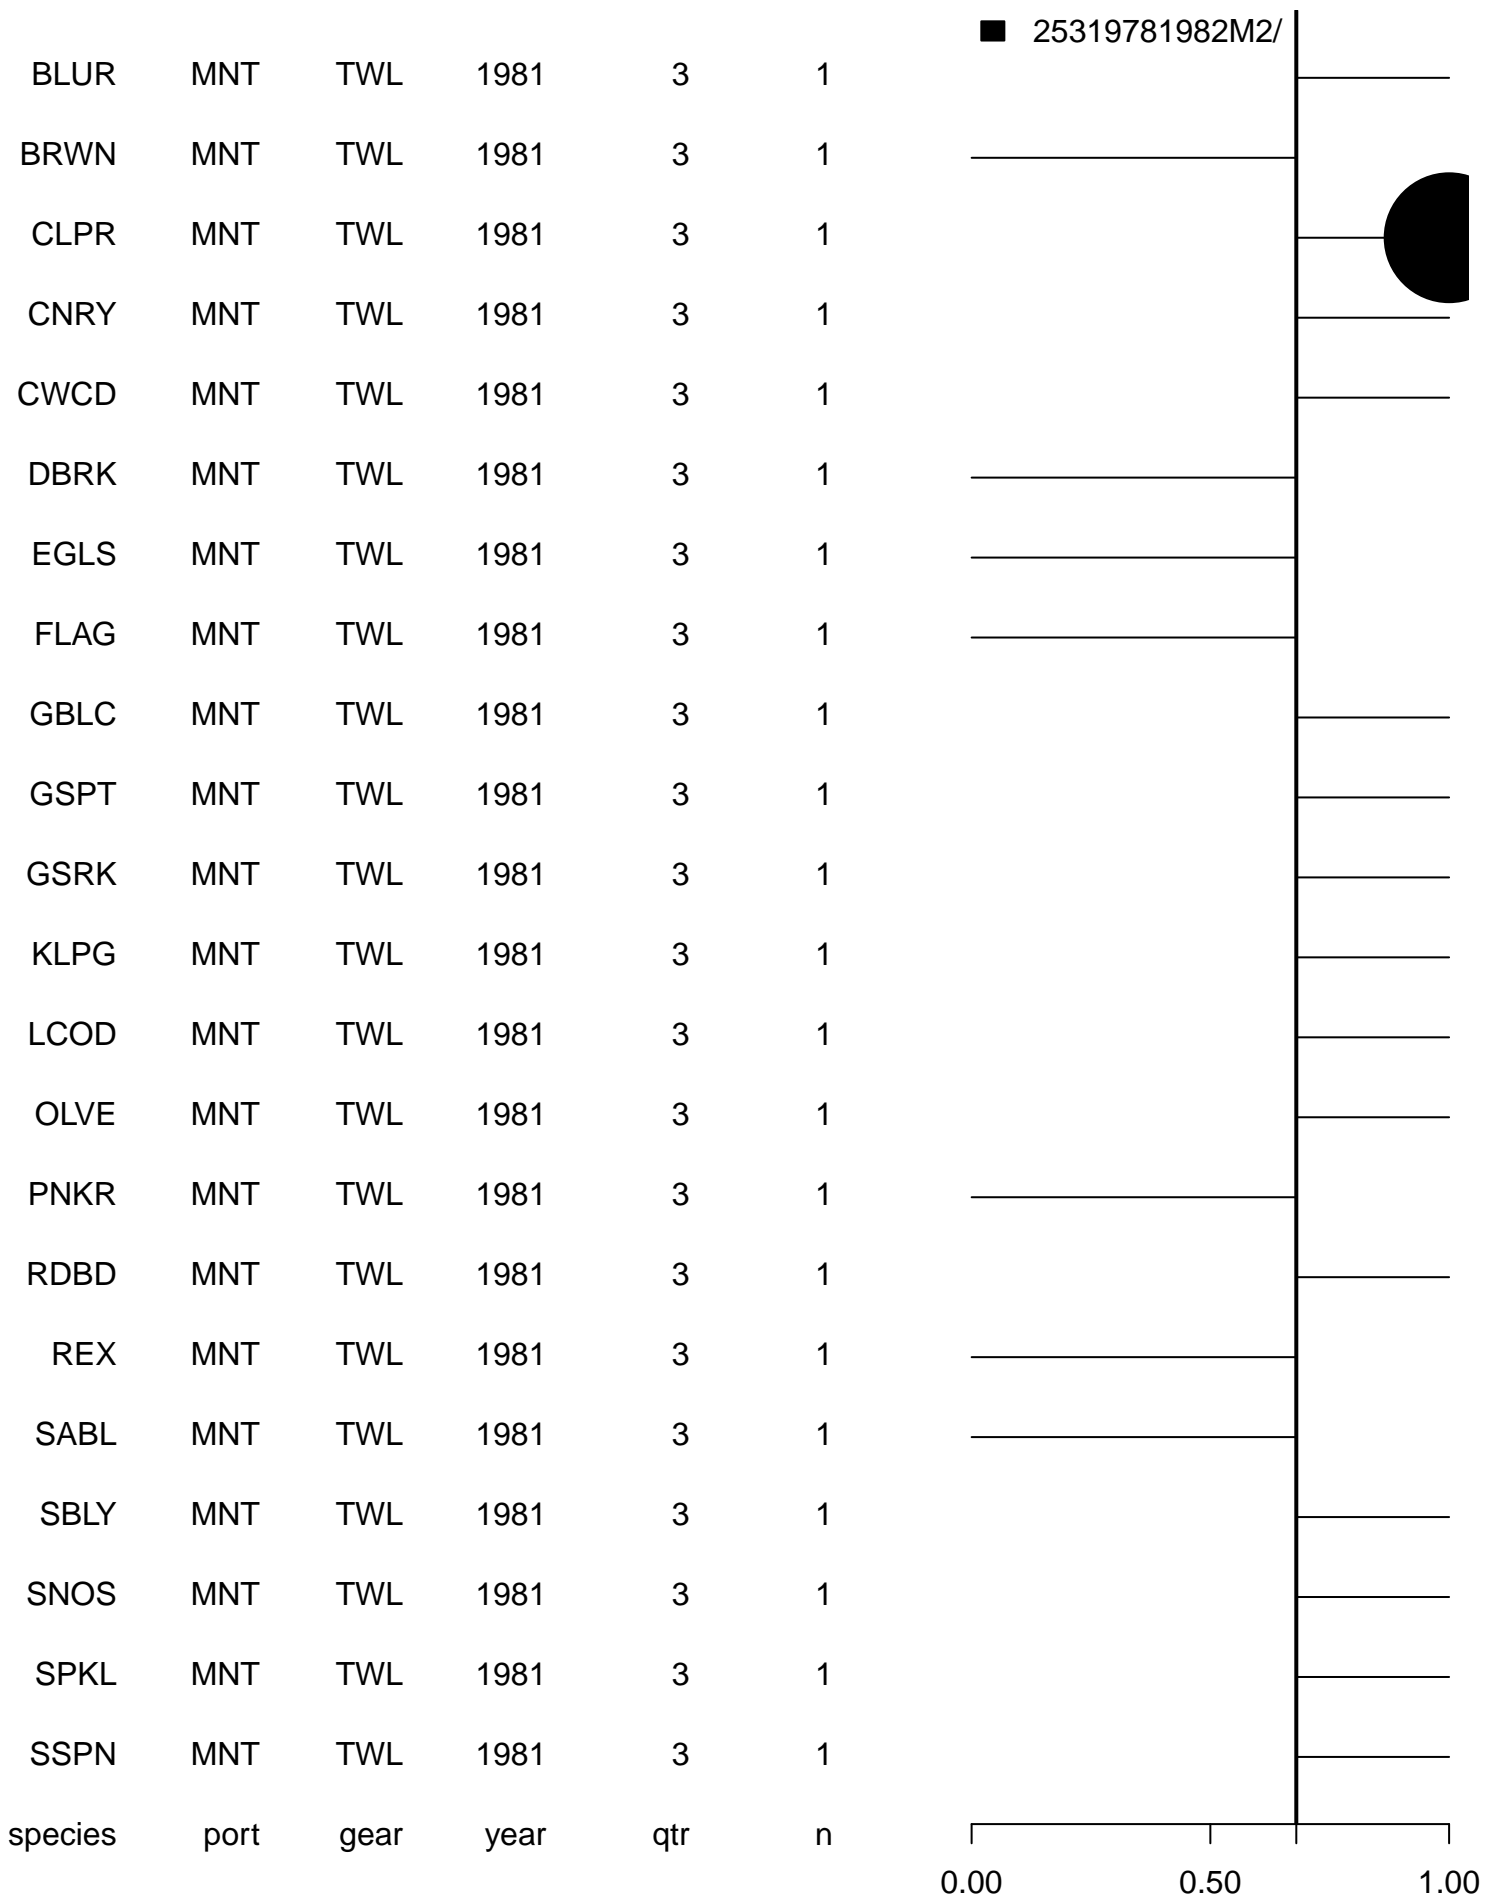 25319781982M2/
BLUR MNT TWL 1981 3 1
BRWN MNT TWL 1981 3 1
CLPR MNT TWL 1981 3 1
CNRY MNT TWL 1981 3 1
CWCD MNT TWL 1981 3 1
DBRK MNT TWL 1981 3 1
EGLS MNT TWL 1981 3 1
FLAG MNT TWL 1981 3 1
GBLC MNT TWL 1981 3 1
GSPT MNT TWL 1981 3 1
GSRK MNT TWL 1981 3 1
KLPG MNT TWL 1981 3 1
LCOD MNT TWL 1981 3 1
OLVE MNT TWL 1981 3 1
PNKR MNT TWL 1981 3 1
RDBD MNT TWL 1981 3 1
REX MNT TWL 1981 3 1
SABL MNT TWL 1981 3 1
SBLY MNT TWL 1981 3 1
SNOS MNT TWL 1981 3 1
SPKL MNT TWL 1981 3 1
SSPN MNT TWL 1981 3 1
species port gear year qtr n
0.00 0.50 1.00